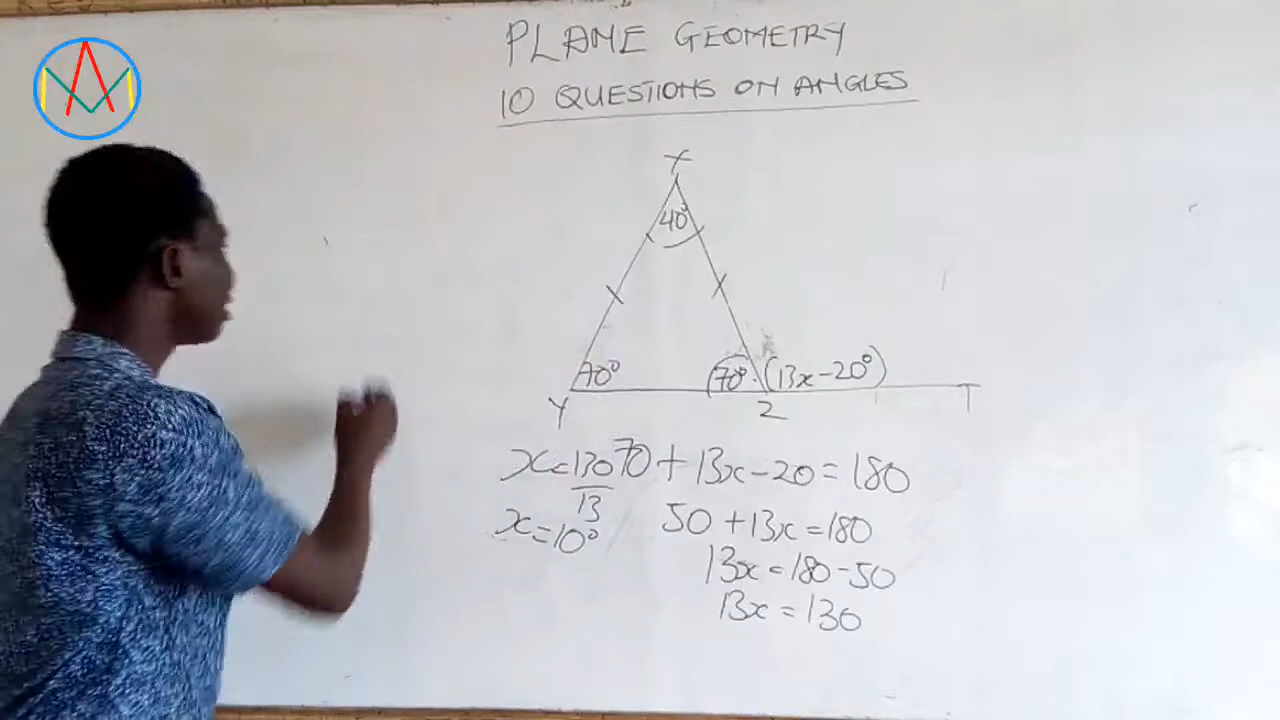 PLANE GEOMETRY
10 QUESTIONS ON ANGLES
X
40°
70°
70°
(13x-20°)
Y
Z
T
70 + 13x - 20 = 180
50 + 13x = 180
13x = 180 - 50
13x = 130
x = 130/13
x = 10°